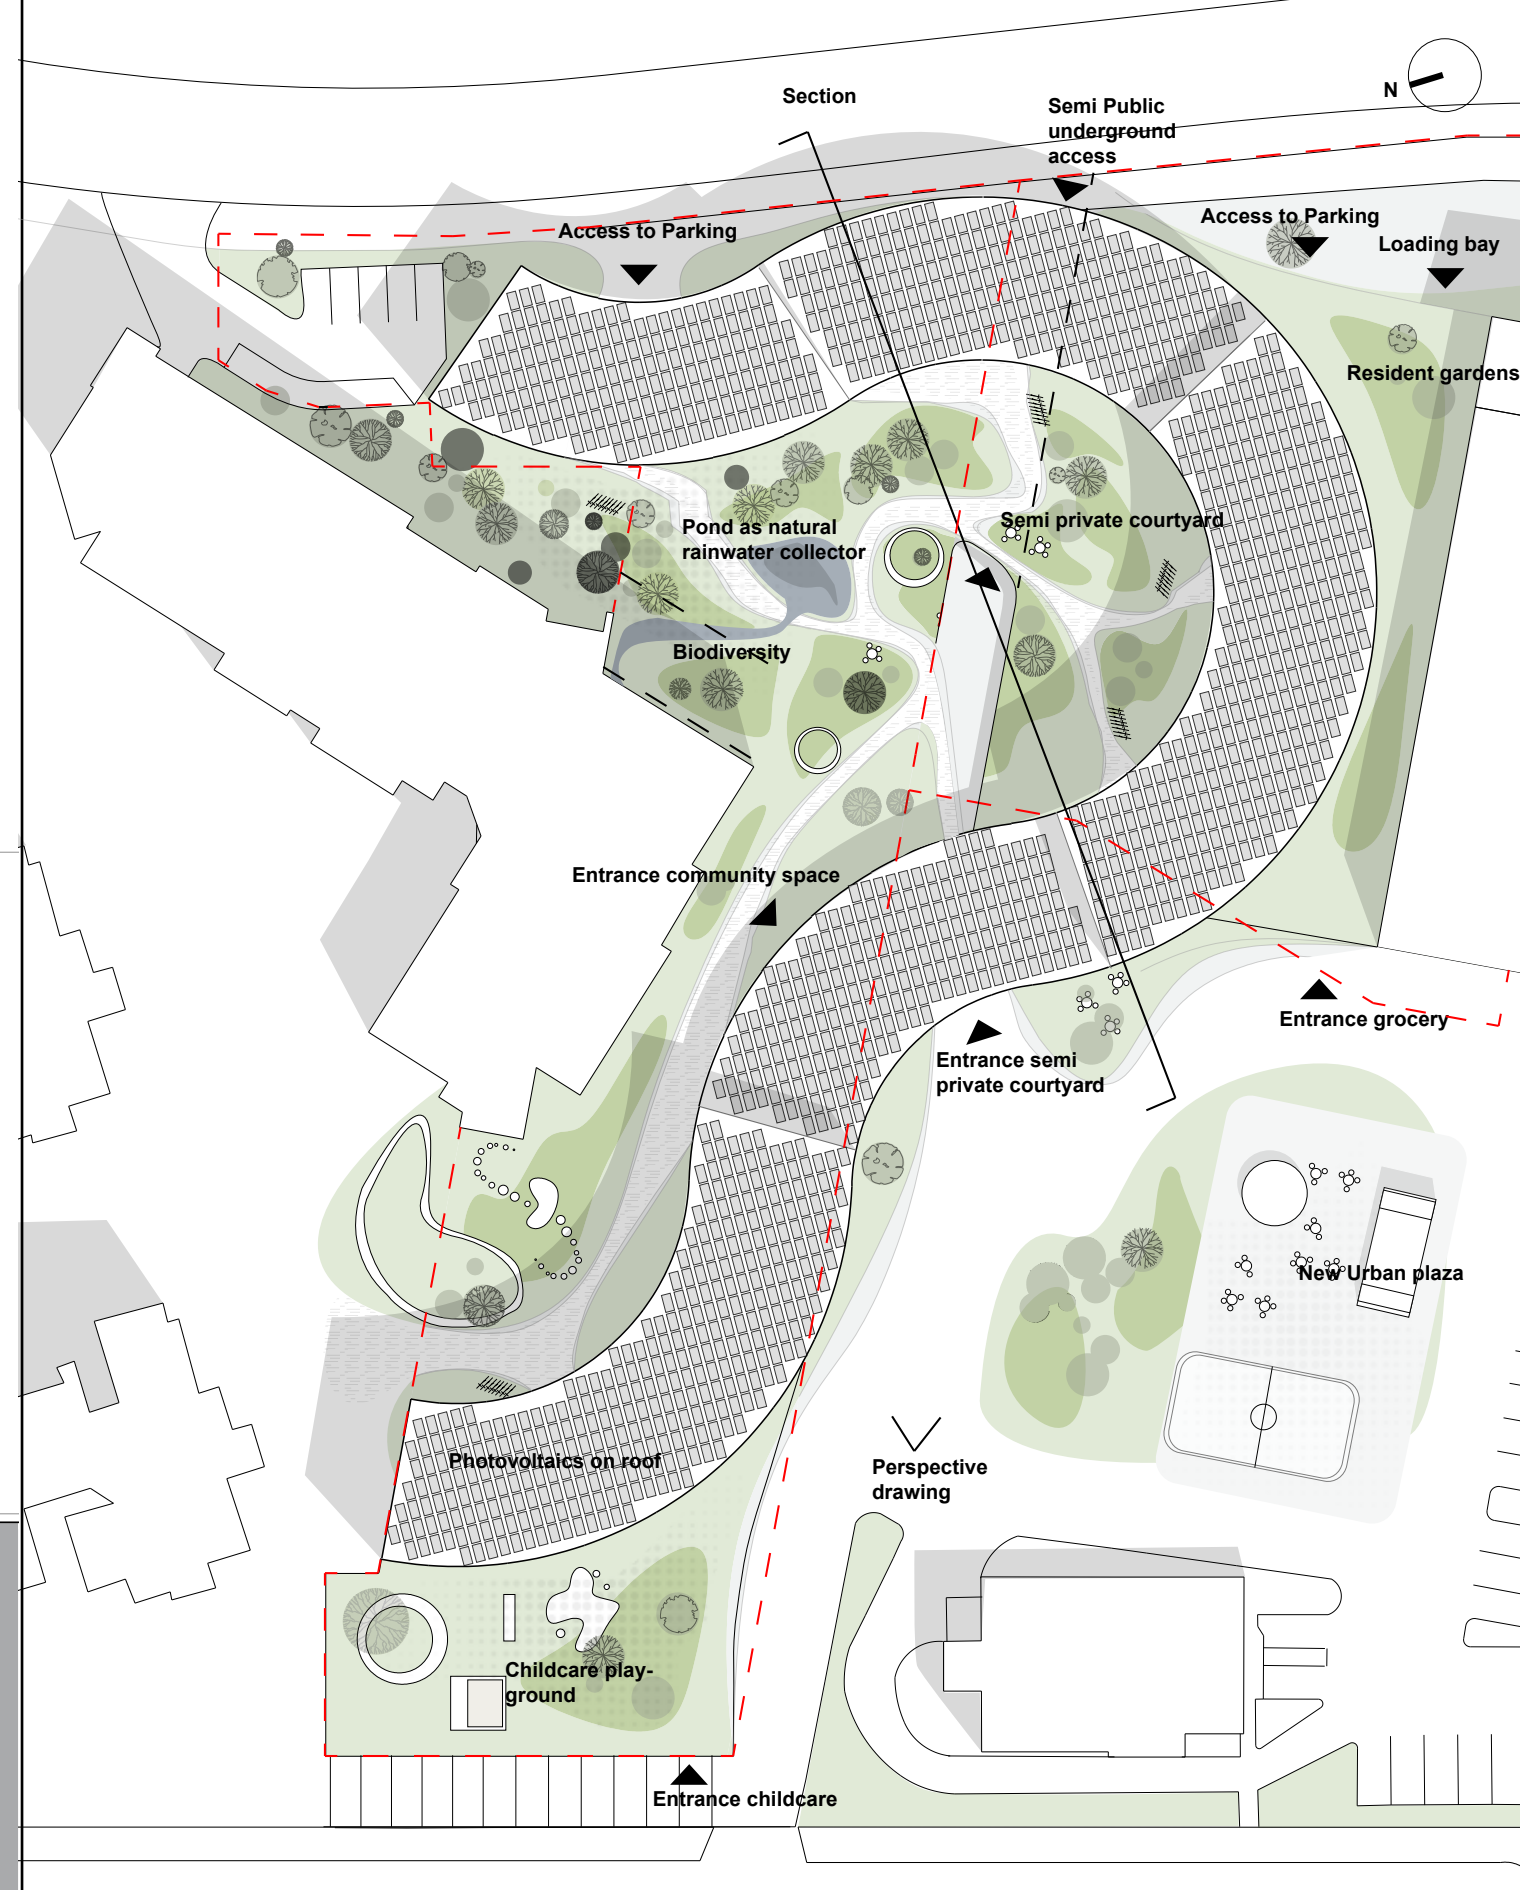 N
Section
Semi Public
underground
access
Access to Parking
Access to Parking
Loading bay
Resident gardens
Semi private courtyard
Pond as natural
rainwater collector
Biodiversity
Entrance community space
Entrance grocery
Entrance semi
private courtyard
New Urban plaza
Photovoltaics on roof
Perspective
drawing
Childcare play-
ground
Entrance childcare